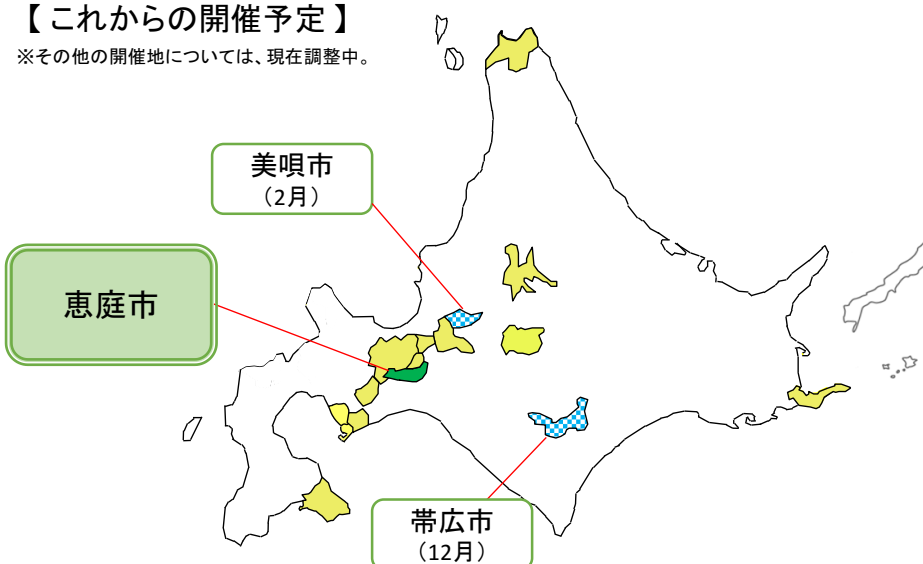 【 これからの開催予定 】
※その他の開催地については、現在調整中。
美唄市
（2月）
恵庭市
帯広市
（12月）